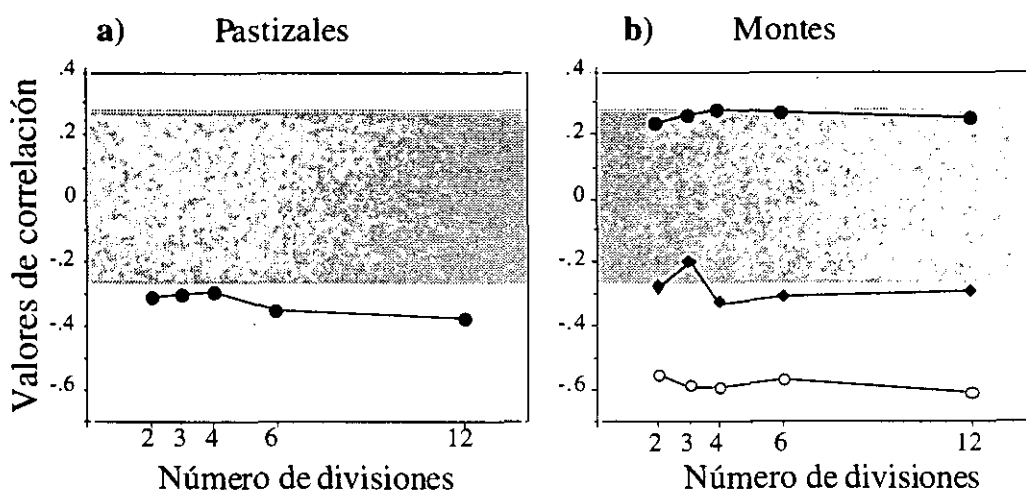 a) Pastizales
Valores de correlación
.4
.2
0
-.2
-.4
-.6
2 3 4 6 12
Número de divisiones
b) Montes
.4
.2
0
-.2
-.4
-.6
2 3 4 6 12
Número de divisiones